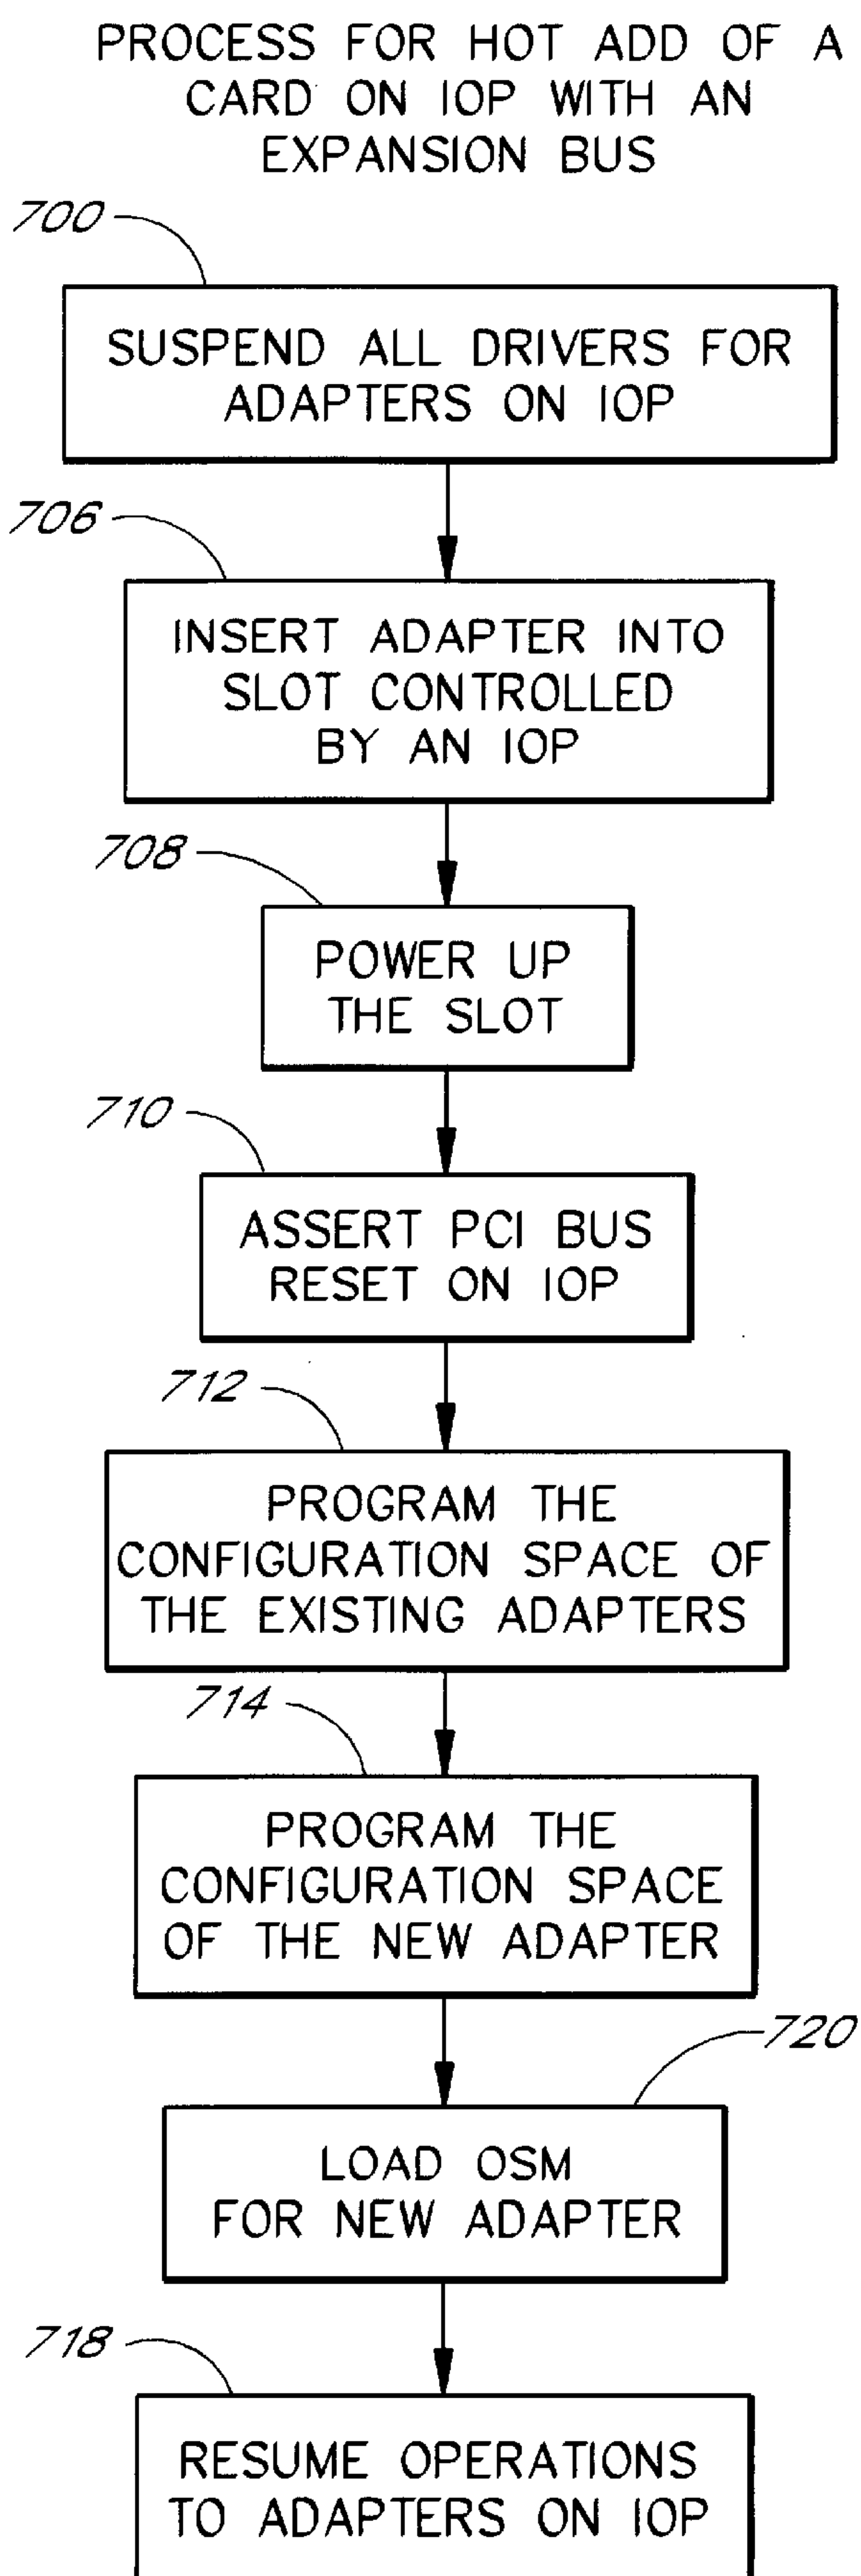 PROCESS FOR HOT ADD OF A
CARD ON IOP WITH AN
EXPANSION BUS
700
SUSPEND ALL DRIVERS FOR
ADAPTERS ON IOP
706
INSERT ADAPTER INTO
SLOT CONTROLLED
BY AN IOP
708
POWER UP
THE SLOT
710
ASSERT PCI BUS
RESET ON IOP
712
PROGRAM THE
CONFIGURATION SPACE OF
THE EXISTING ADAPTERS
714
PROGRAM THE
CONFIGURATION SPACE
OF THE NEW ADAPTER
720
LOAD OSM
FOR NEW ADAPTER
718
RESUME OPERATIONS
TO ADAPTERS ON IOP